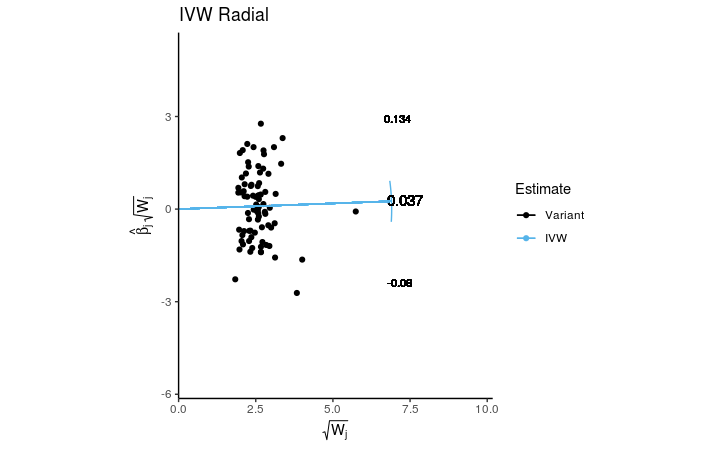 IVW Radial
3
0
-3
-6
β̂j√Wj
0.134
0.037
-0.06
0.0 2.5 5.0 7.5 10.0
√Wj
Estimate
Variant
IVW